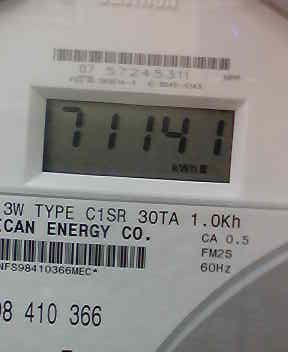 07 57245311
71141
kWh
3W TYPE C1SR 30TA 1.0Kh
ICAN ENERGY CO.
CA 0.5
FM2S
60Hz
NFS98410366MEC*
98 410 366